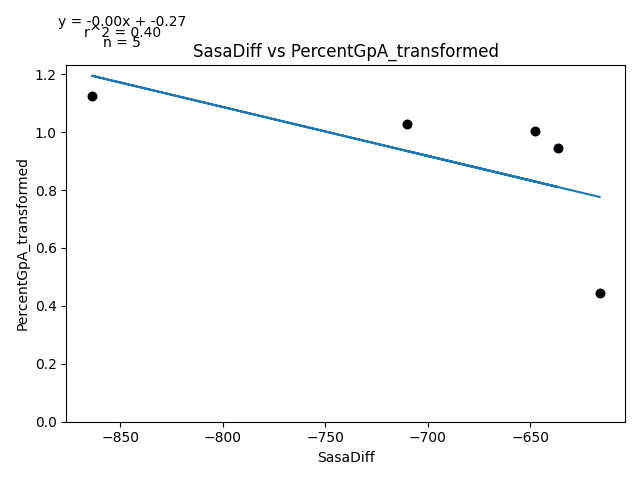 y = -0.00x + -0.27
r^2 = 0.40
n = 5
SasaDiff vs PercentGpA_transformed
1.2
1.0
0.8
0.6
0.4
0.2
0.0
PercentGpA_transformed
−850
−800
−750
−700
−650
SasaDiff